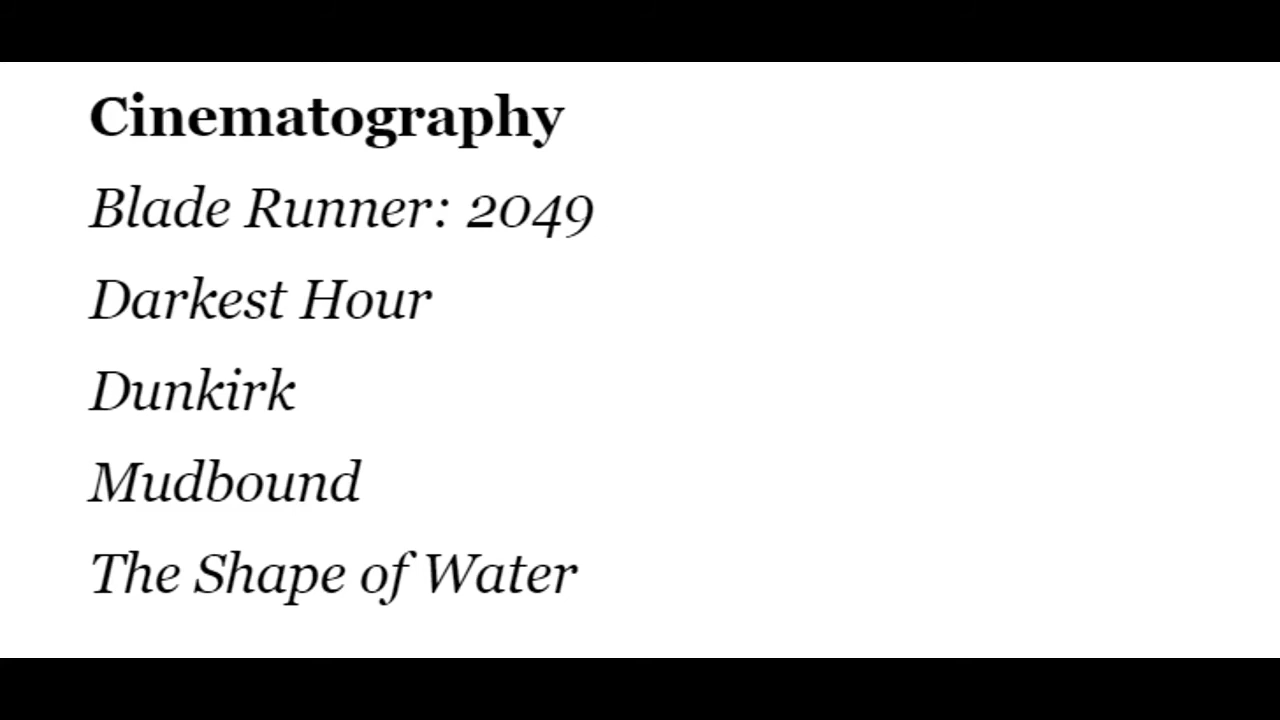 Cinematography
Blade Runner: 2049
Darkest Hour
Dunkirk
Mudbound
The Shape of Water